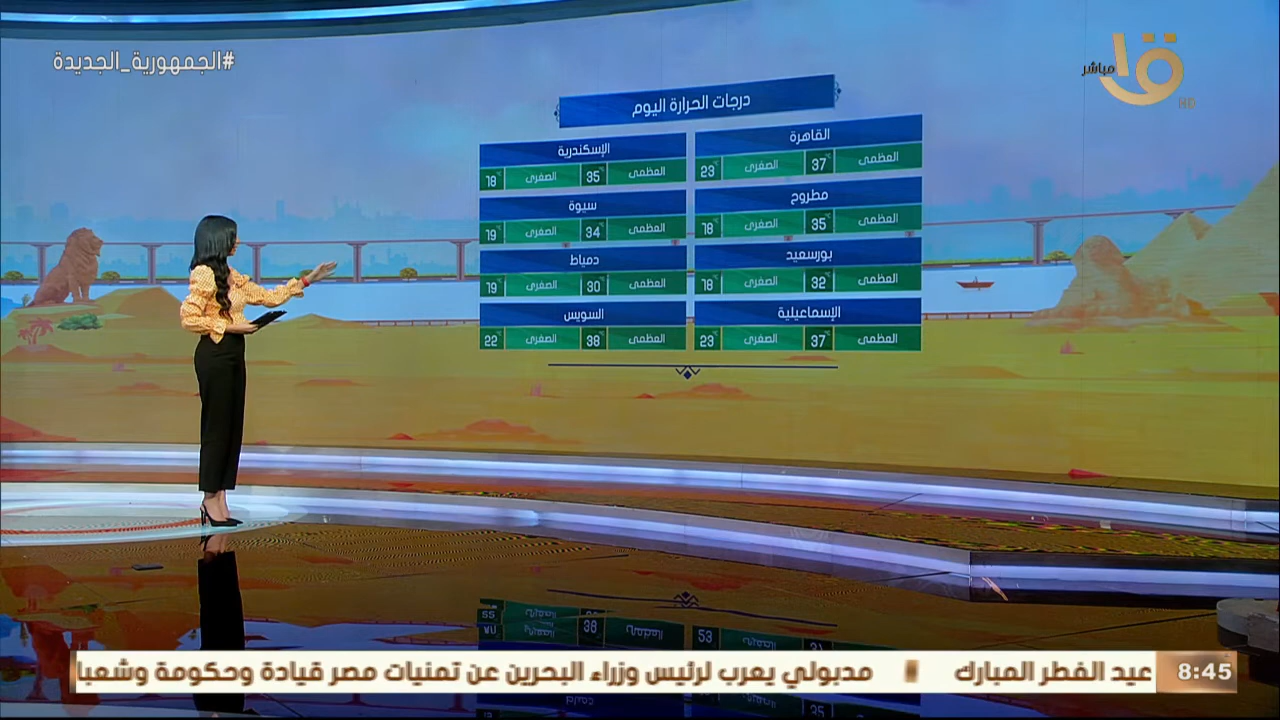 #الجمهورية_الجديدة
ق1
مباشر
HD
درجات الحرارة اليوم
القاهرة
العظمى 37°C الصغرى 23°C
الإسكندرية
العظمى 35°C الصغرى 18°C
مطروح
العظمى 35°C الصغرى 18°C
سيوة
العظمى 34°C الصغرى 19°C
بورسعيد
العظمى 32°C الصغرى 18°C
دمياط
العظمى 30°C الصغرى 19°C
الإسماعيلية
العظمى 37°C الصغرى 23°C
السويس
العظمى 38°C الصغرى 22°C
8:45 عيد الفطر المبارك مدبولي يعرب لرئيس وزراء البحرين عن تمنيات مصر قيادة وحكومة وشعبا